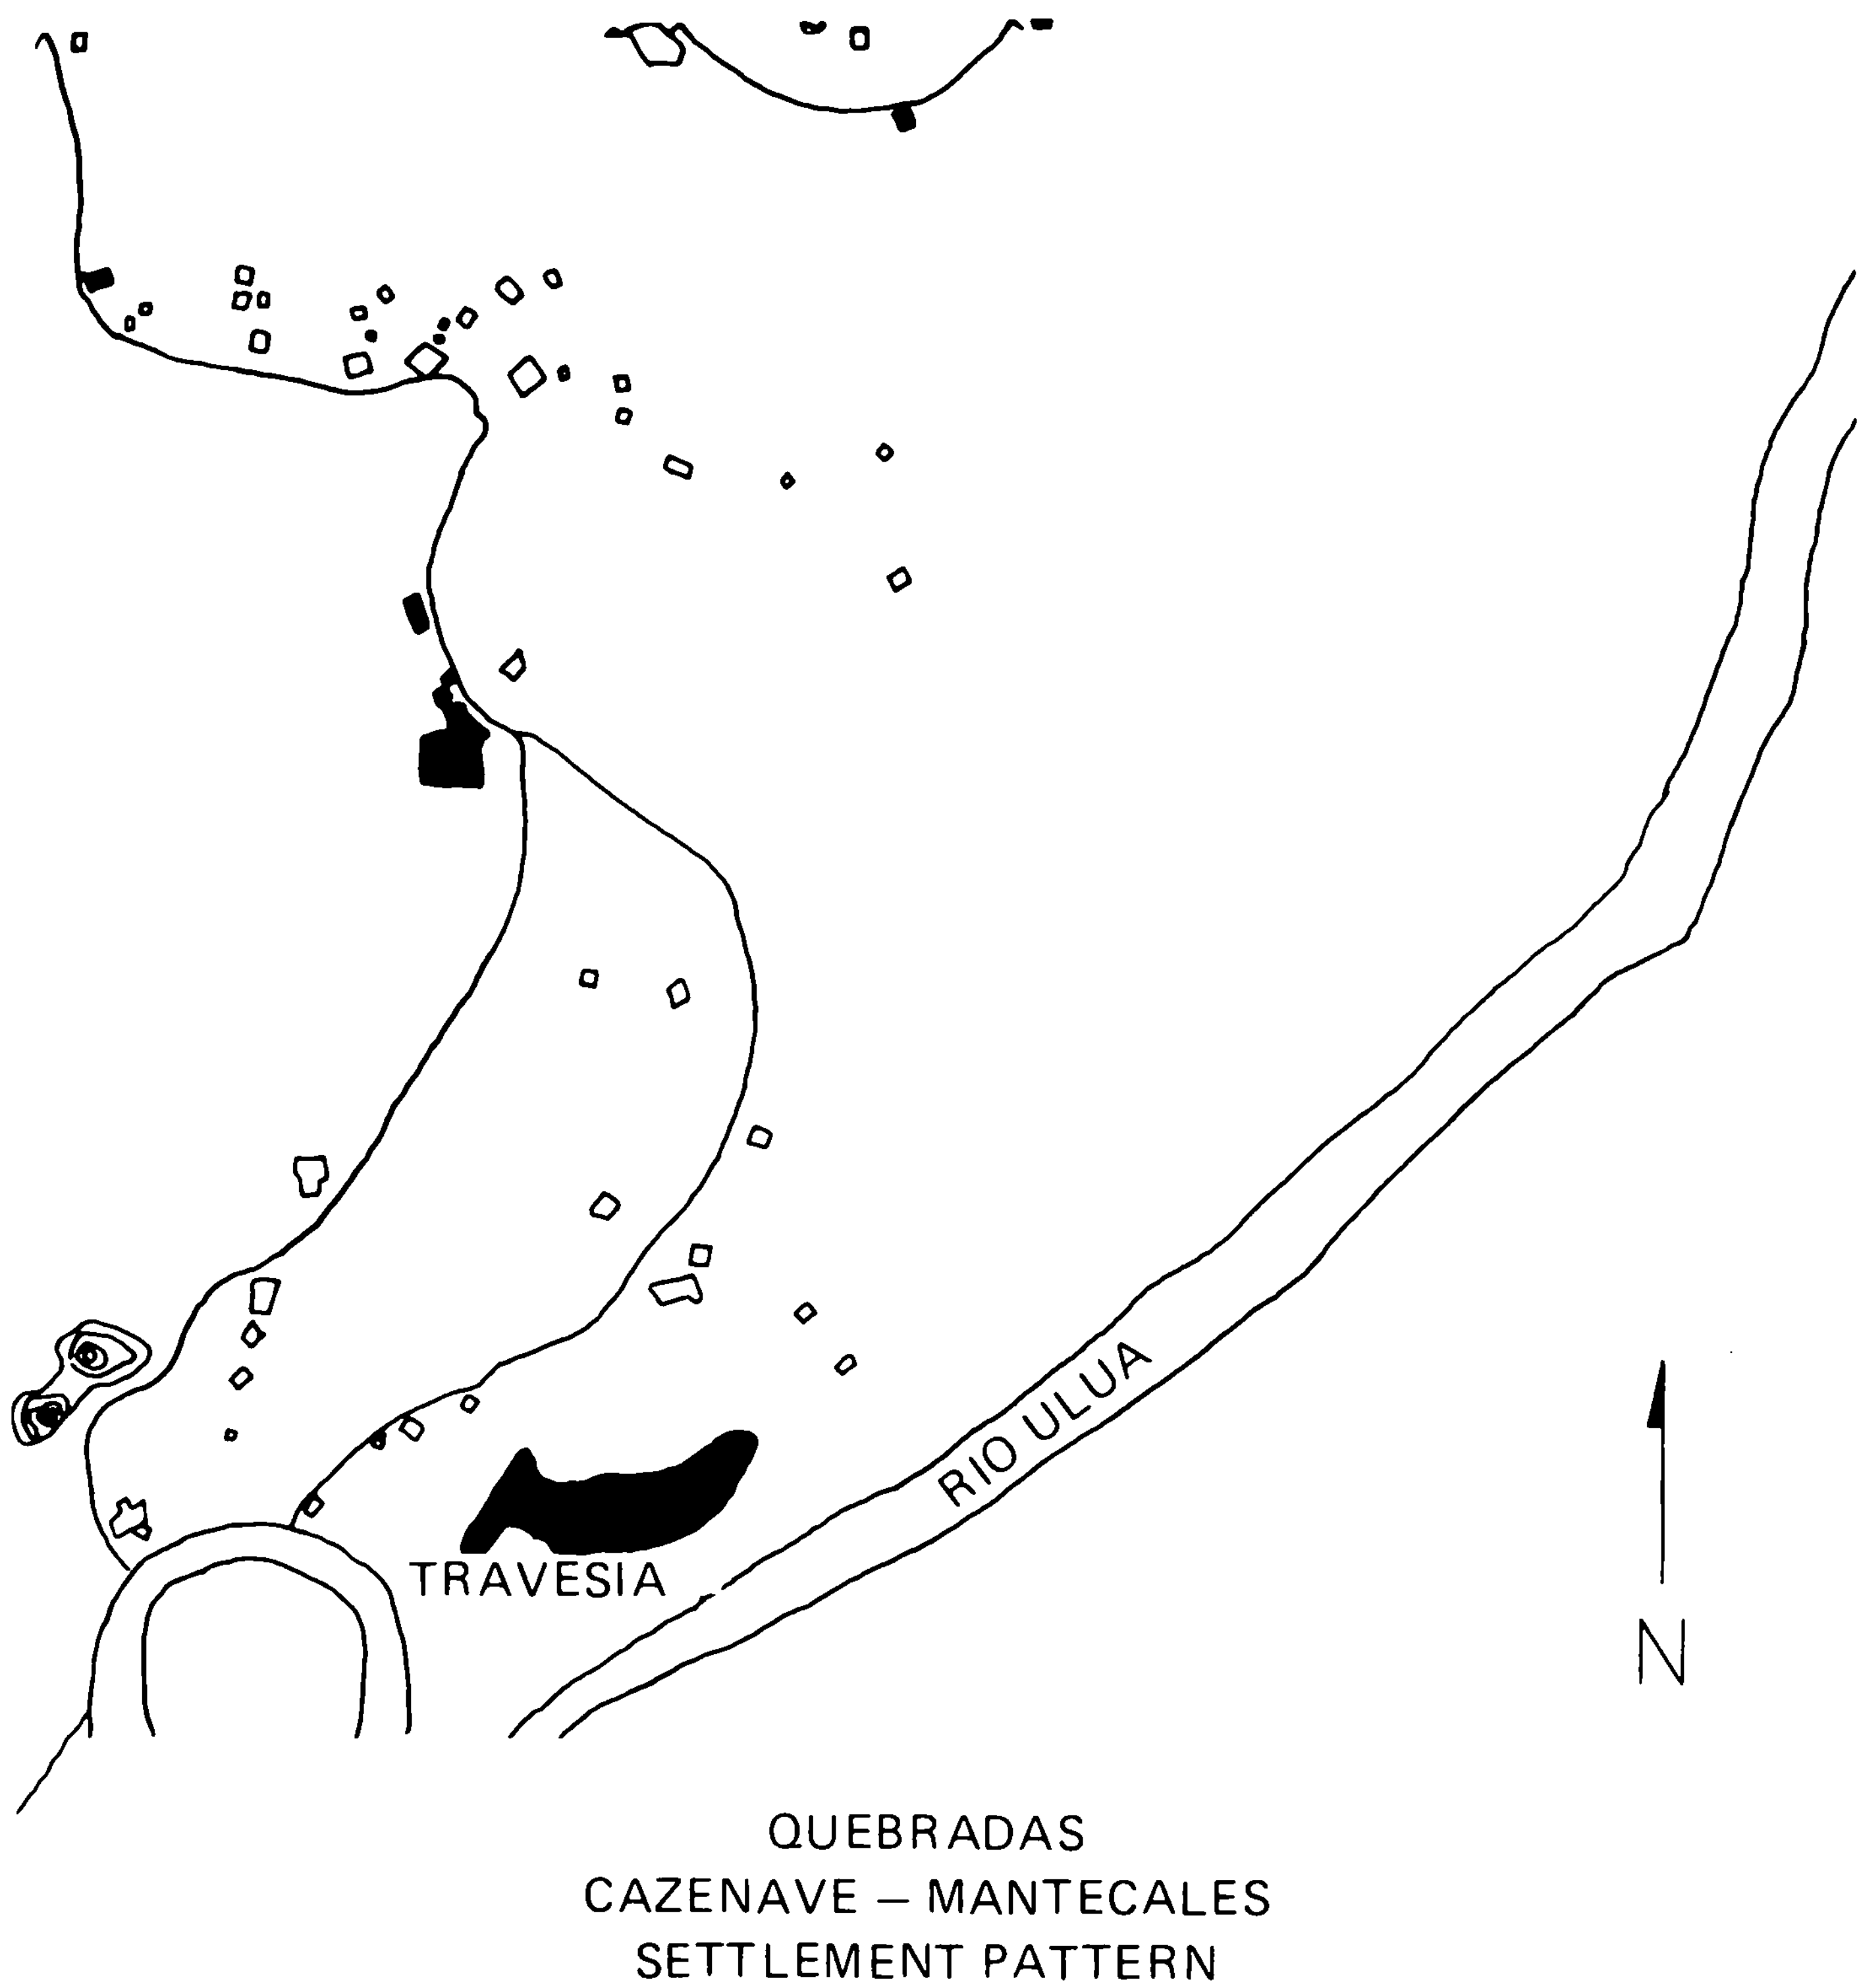 RIO ULUA
TRAVESIA
N
QUEBRADAS
CAZENAVE — MANTECALES
SETTLEMENT PATTERN